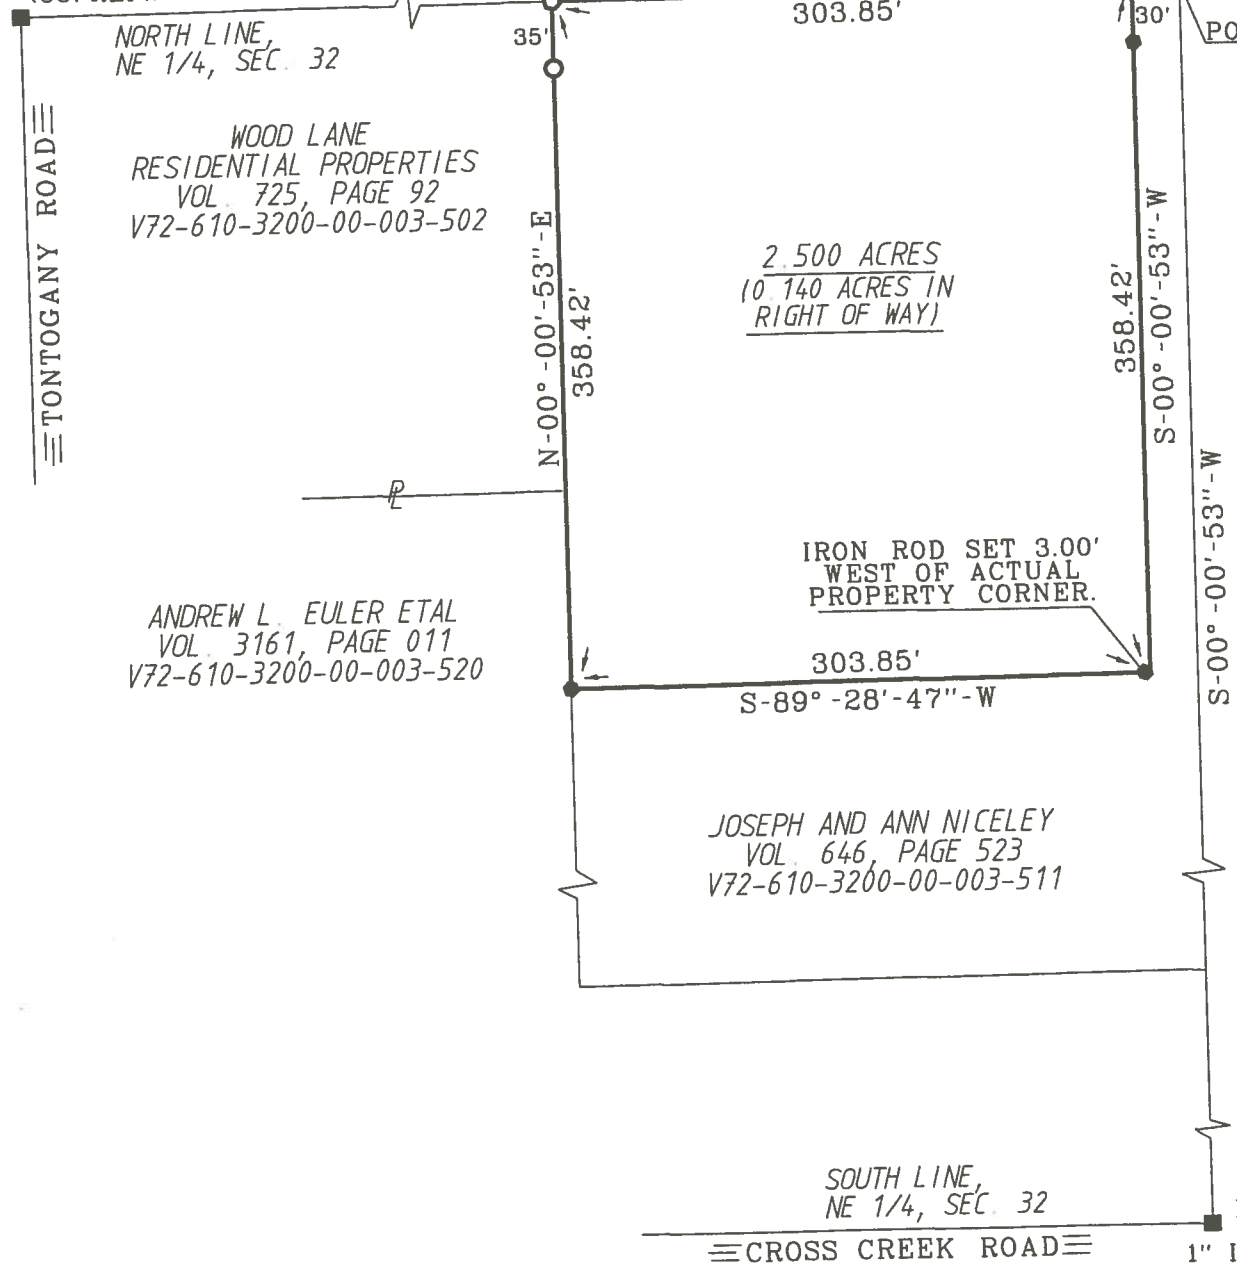 303.85'
30'
35'
PO
NORTH LINE,
NE 1/4, SEC. 32
TONTOGANY ROAD
WOOD LANE
RESIDENTIAL PROPERTIES
VOL. 725, PAGE 92
V72-610-3200-00-003-502
N-00°-00'-53"-E
358.42'
2.500 ACRES
(0.140 ACRES IN
RIGHT OF WAY)
358.42'
S-00°-00'-53"-W
S-00°-00'-53"-W
PL
IRON ROD SET 3.00'
WEST OF ACTUAL
PROPERTY CORNER.
ANDREW L. EULER ETAL
VOL. 3161, PAGE 011
V72-610-3200-00-003-520
303.85'
S-89°-28'-47"-W
JOSEPH AND ANN NICELEY
VOL. 646, PAGE 523
V72-610-3200-00-003-511
SOUTH LINE,
NE 1/4, SEC. 32
CROSS CREEK ROAD
1" I